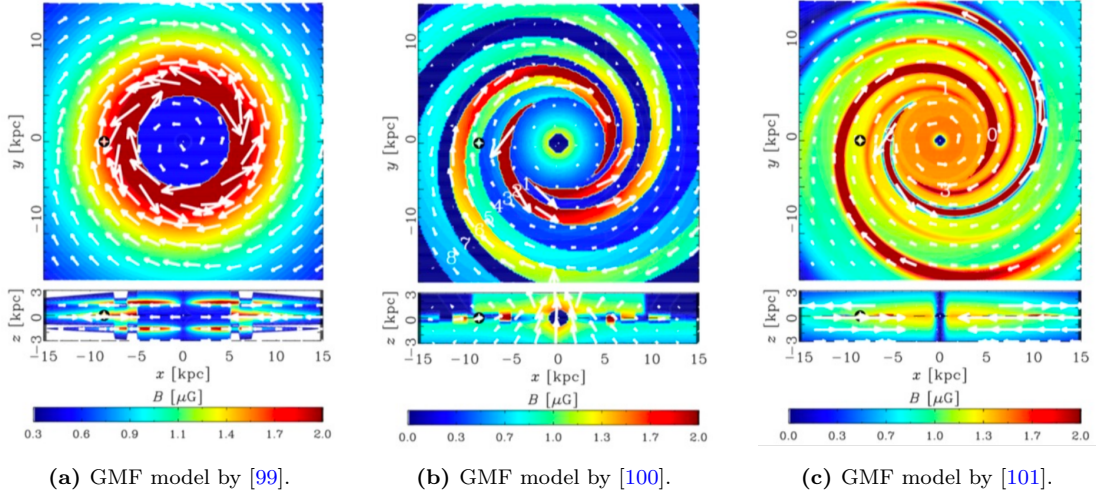 10
0
−10
y [kpc]
3
0
−3
z [kpc]
−15 −10 −5 0 5 10 15
x [kpc]
B [μG]
0.3 0.6 0.9 1.1 1.4 1.7 2.0
(a) GMF model by [99].
10
0
−10
y [kpc]
1
2
3
4
5
6
7
8
3
0
−3
z [kpc]
−15 −10 −5 0 5 10 15
x [kpc]
B [μG]
0.0 0.3 0.7 1.0 1.3 1.7 2.0
(b) GMF model by [100].
10
0
−10
y [kpc]
1
0
2
3
3
0
−3
z [kpc]
−15 −10 −5 0 5 10 15
x [kpc]
B [μG]
0.0 0.3 0.7 1.0 1.3 1.7 2.0
(c) GMF model by [101].